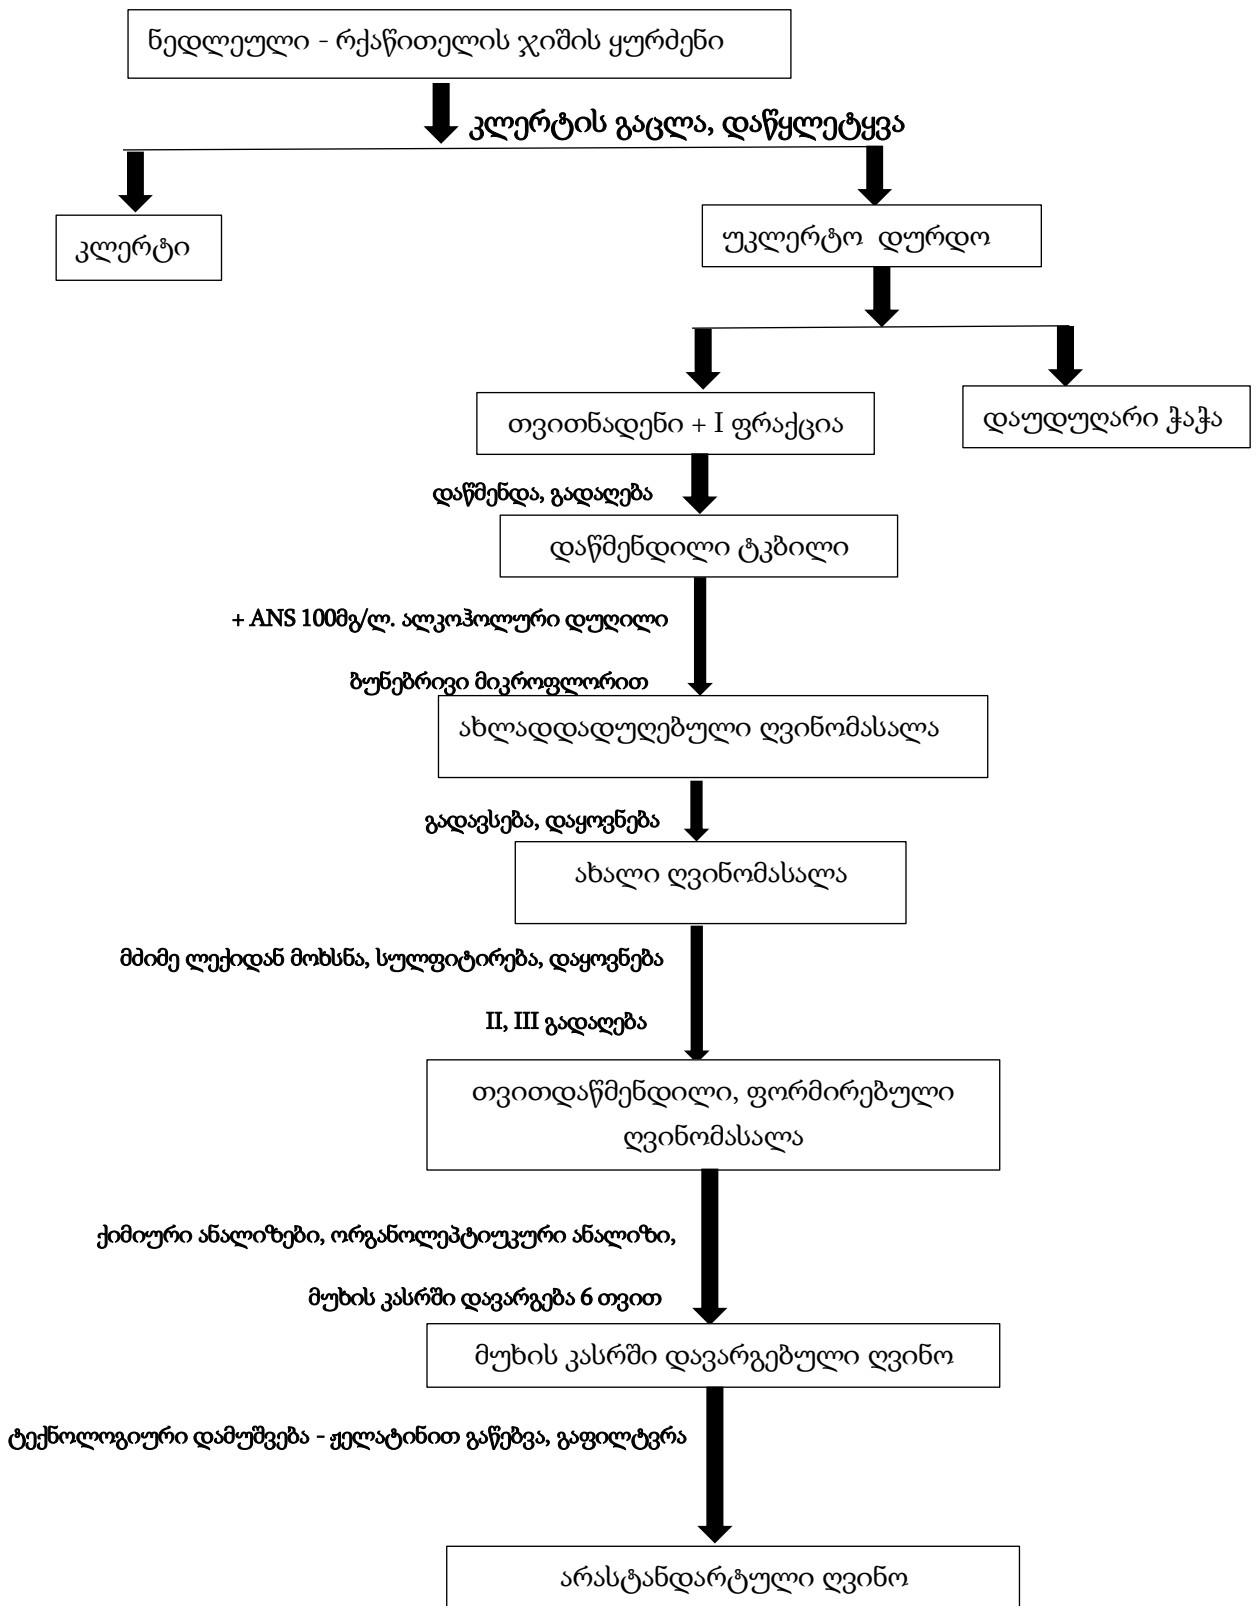 ნედლეული - რქაწითელის ჯიშის ყურძენი
კლერტის გაცლა, დაწყლეტყვა
კლერტი
უკლერტო დურდო
თვითნადენი + I ფრაქცია
დაუდუღარი ჭაჭა
დაწმენდა, გადაღება
დაწმენდილი ტკბილი
+ ANS 100მგ/ლ. ალკოჰოლური დუღილი
ბუნებრივი მიკროფლორით
ახლადდადუღებული ღვინომასალა
გადავსება, დაყოვნება
ახალი ღვინომასალა
მძიმე ლექიდან მოხსნა, სულფიტირება, დაყოვნება
II, III გადაღება
თვითდაწმენდილი, ფორმირებული
ღვინომასალა
ქიმიური ანალიზები, ორგანოლეპტიუკური ანალიზი,
მუხის კასრში დავარგება 6 თვით
მუხის კასრში დავარგებული ღვინო
ტექნოლოგიური დამუშვება - ჟელატინით გაწებვა, გაფილტვრა
არასტანდარტული ღვინო